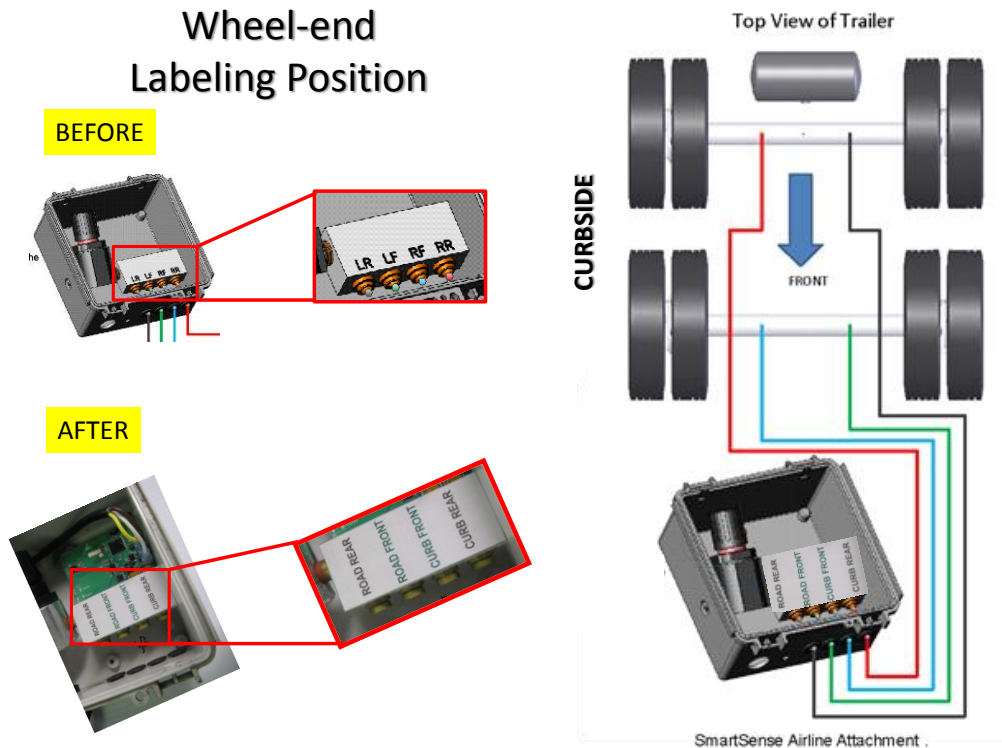 Wheel-end
Labeling Position
BEFORE
he
LR LF RF RR
LR LF RF RR
AFTER
ROAD REAR
ROAD FRONT
CURB FRONT
CURB REAR
ROAD REAR
ROAD FRONT
CURB FRONT
CURB REAR
Top View of Trailer
CURBSIDE
FRONT
ROAD REAR
ROAD FRONT
CURB FRONT
CURB REAR
SmartSense Airline Attachment .